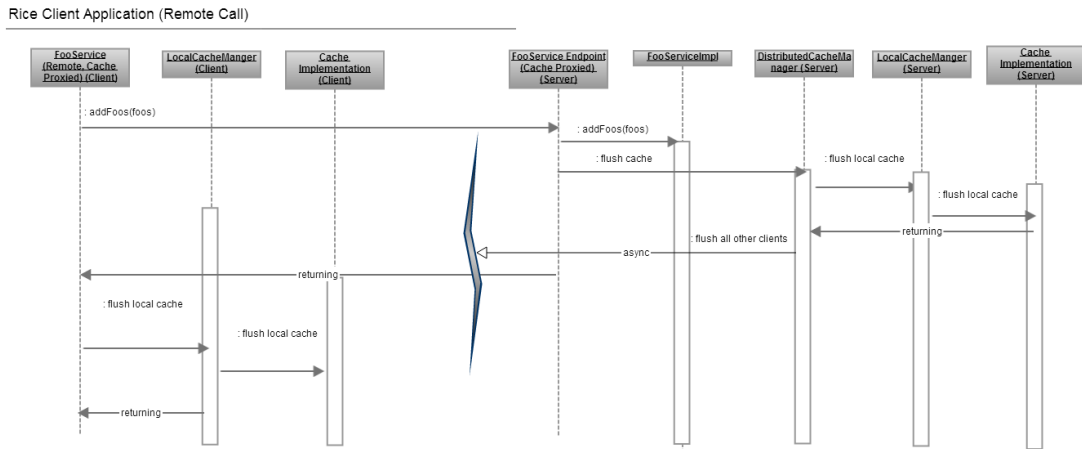 Rice Client Application (Remote Call)
FooService
(Remote, Cache
Proxied) (Client)
LocalCacheManger
(Client)
Cache
Implementation
(Client)
FooService Endpoint
(Cache Proxied)
(Server)
FooServiceImpl
DistributedCacheMa
nager (Server)
LocalCacheManger
(Server)
Cache
Implementation
(Server)
: addFoos(foos)
: addFoos(foos)
: flush cache
: flush local cache
: flush local cache
returning
: flush all other clients
async
returning
: flush local cache
: flush local cache
returning